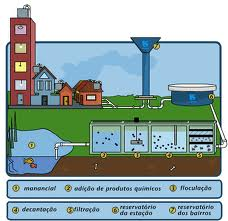 1 manancial 2 adição de produtos químicos 3 floculação
4 decantação 5 filtração 6 reservatório da estação 7 reservatório dos bairros